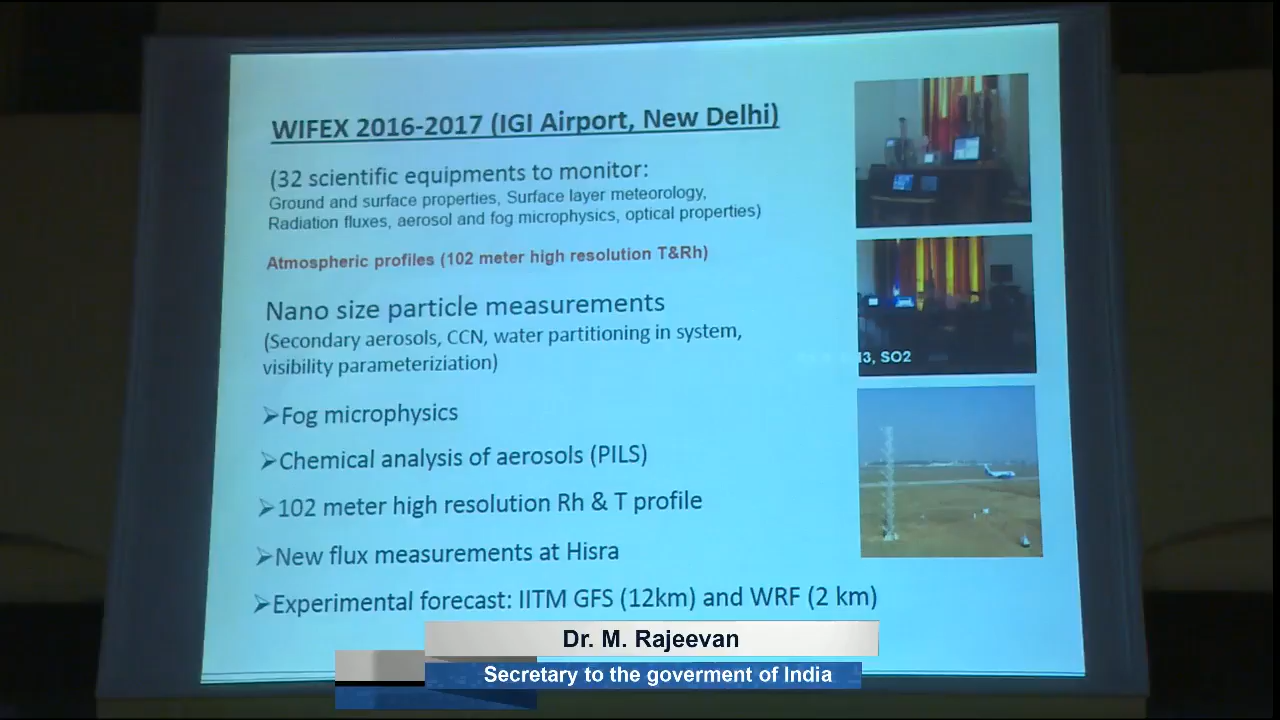 WIFEX 2016-2017 (IGI Airport, New Delhi)
(32 scientific equipments to monitor:
Ground and surface properties, Surface layer meteorology,
Radiation fluxes, aerosol and fog microphysics, optical properties)
Atmospheric profiles (102 meter high resolution T&Rh)
Nano size particle measurements
(Secondary aerosols, CCN, water partitioning in system,
visibility parameteriziation)
➢Fog microphysics
➢Chemical analysis of aerosols (PILS)
➢102 meter high resolution Rh & T profile
➢New flux measurements at Hisra
➢Experimental forecast: IITM GFS (12km) and WRF (2 km)
SO2
Dr. M. Rajeevan
Secretary to the goverment of India